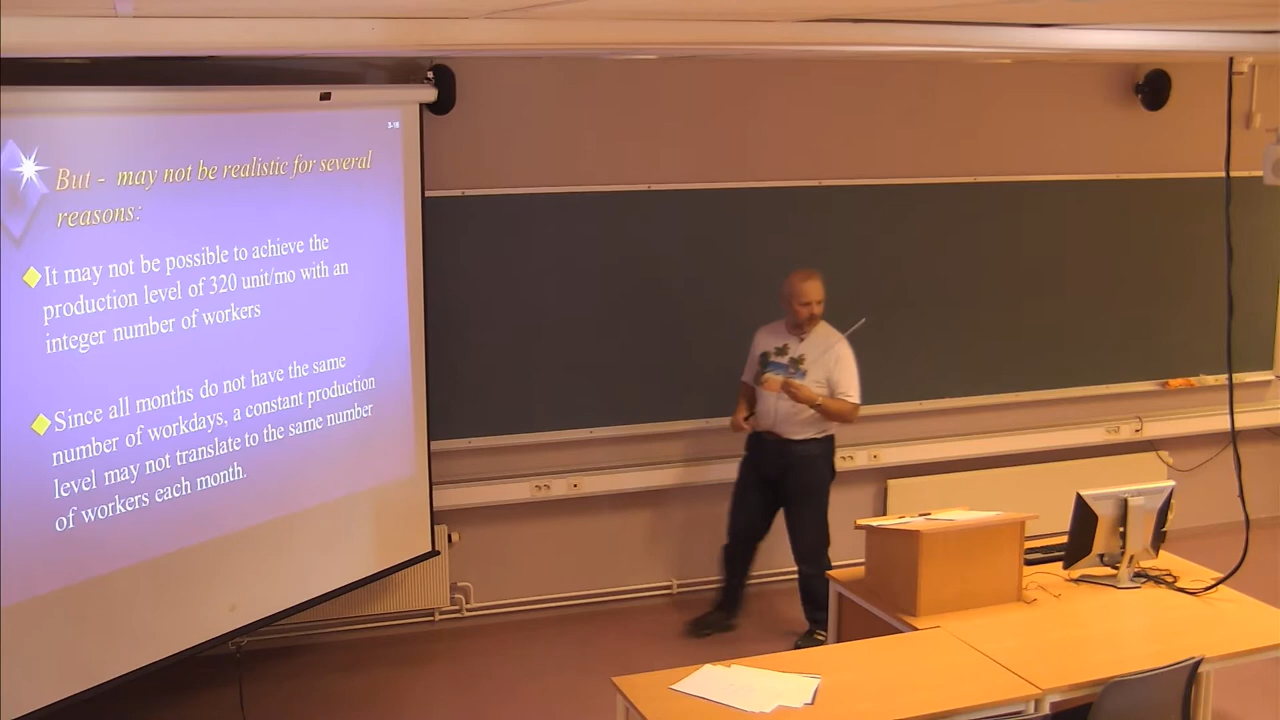 3-18
But - may not be realistic for several
reasons:
It may not be possible to achieve the
production level of 320 unit/mo with an
integer number of workers
Since all months do not have the same
number of workdays, a constant production
level may not translate to the same number
of workers each month.